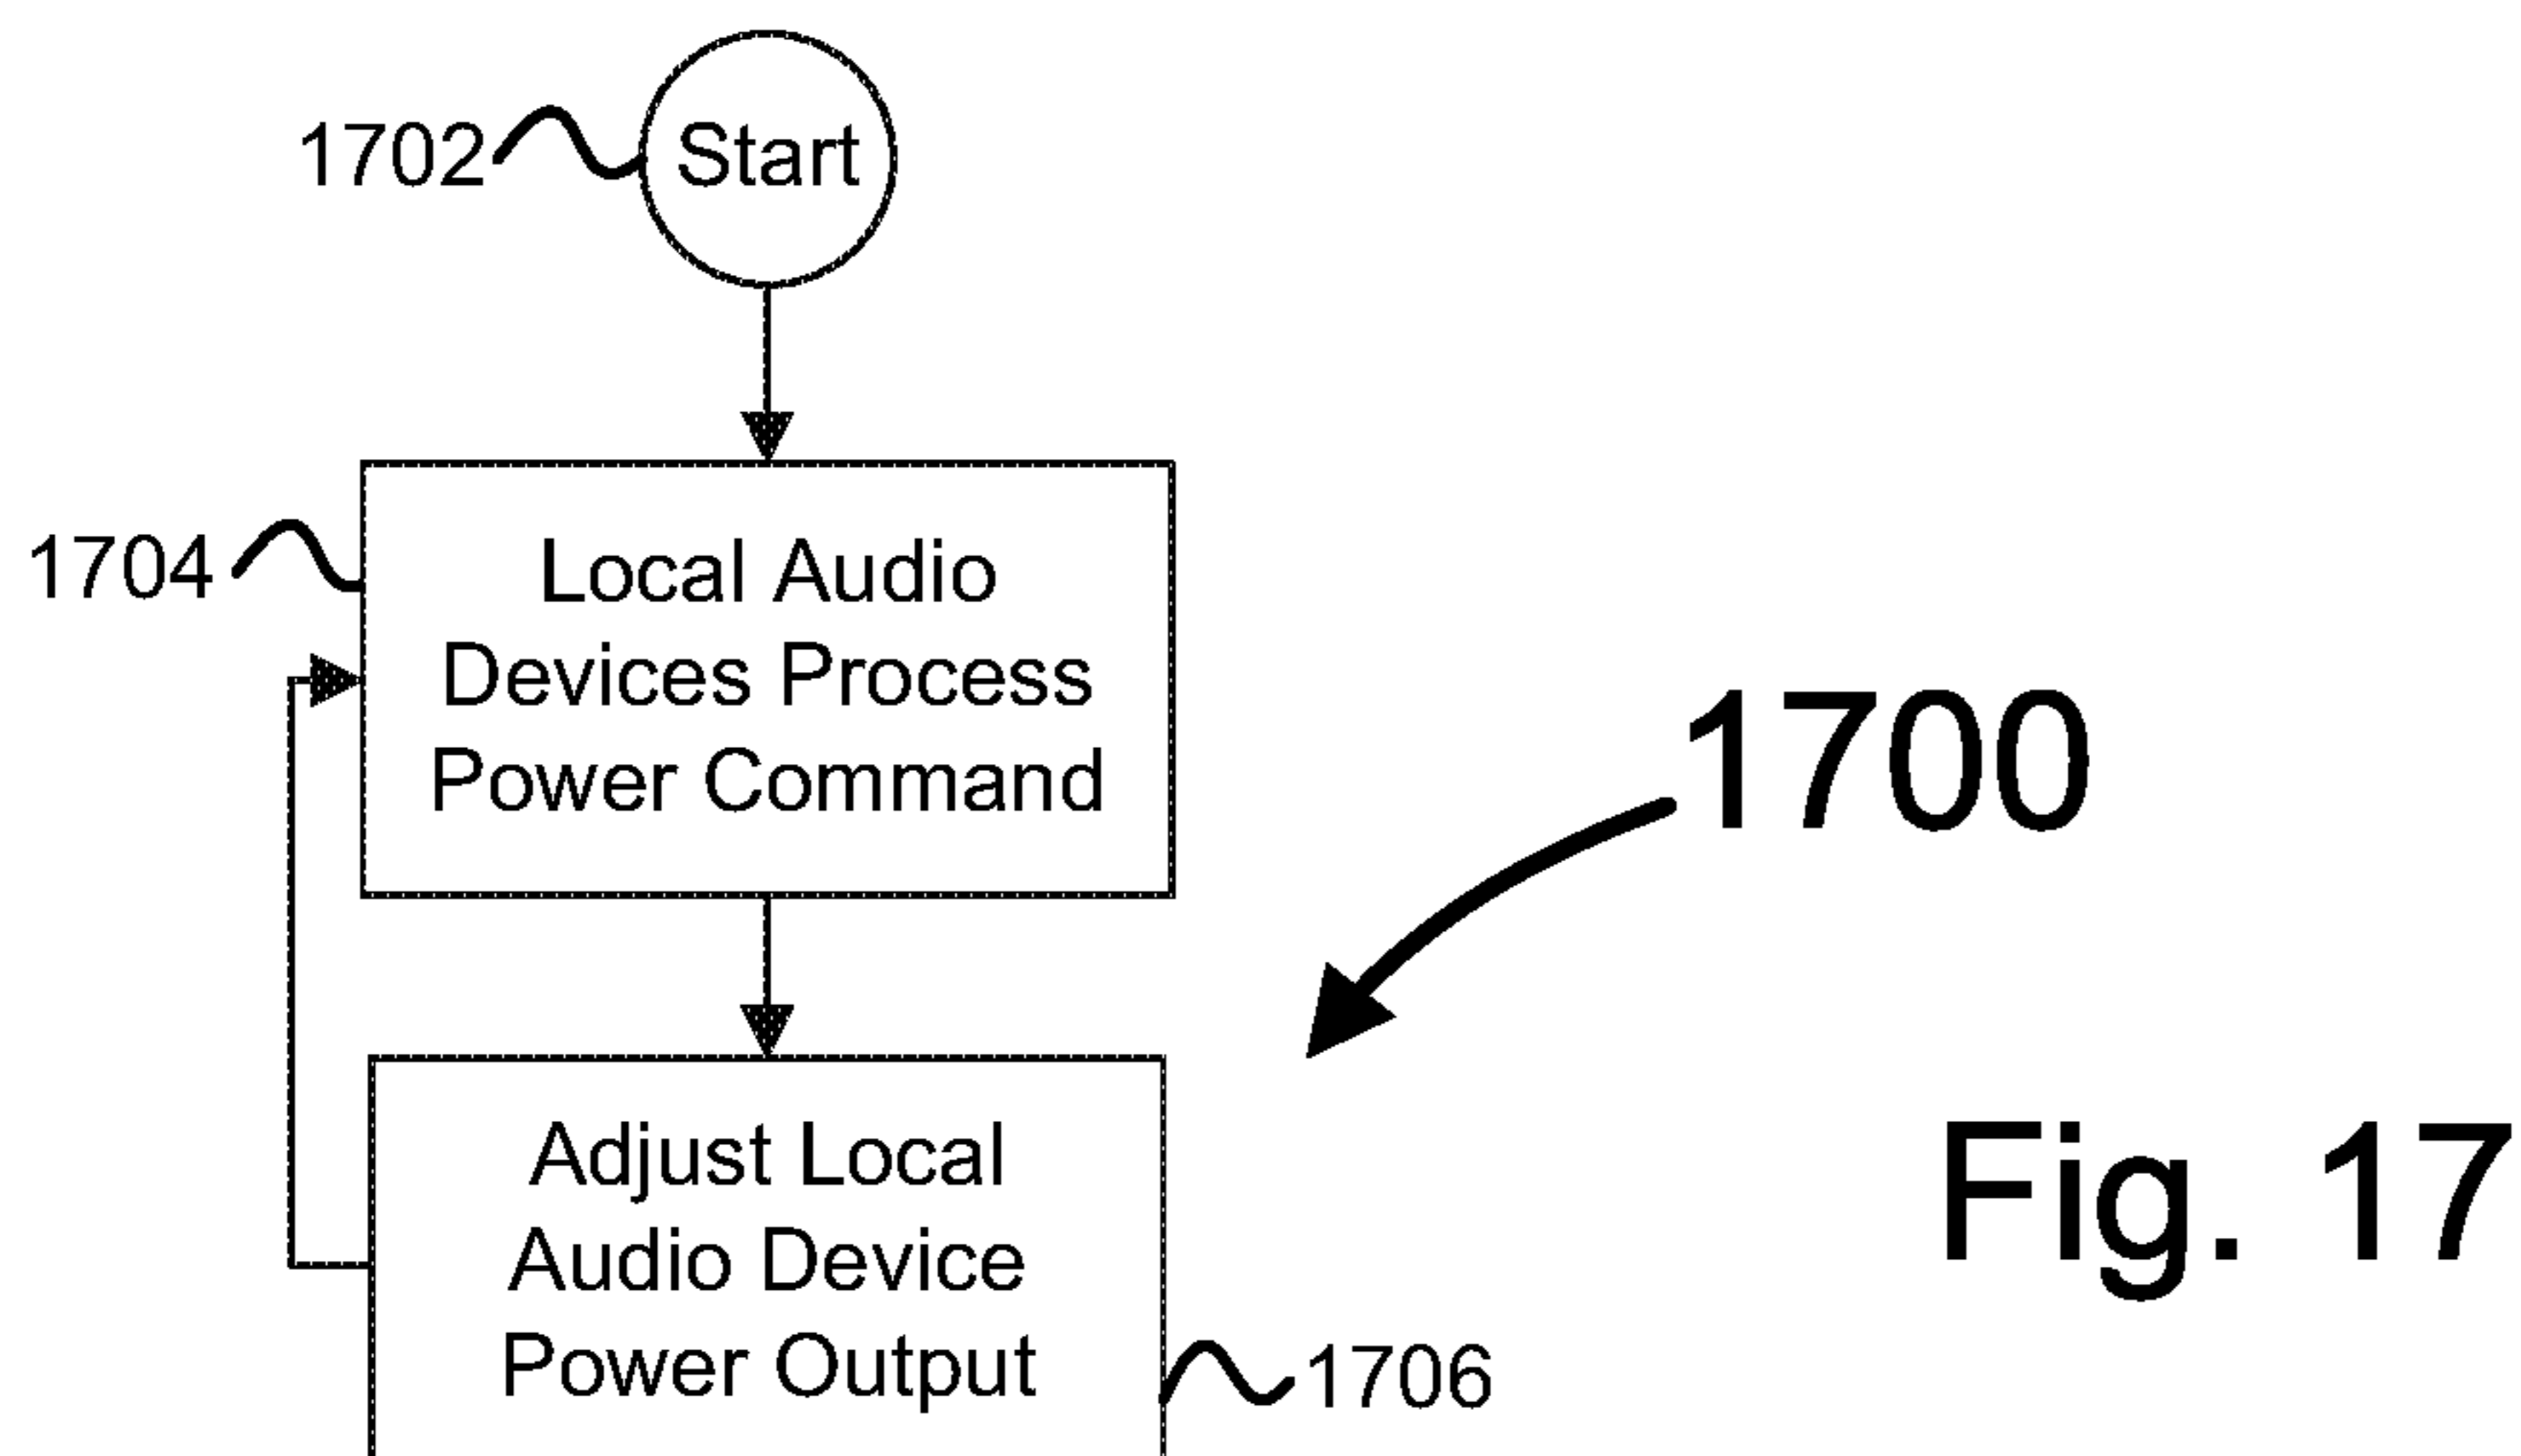 1702
Start
1704
Local Audio
Devices Process
Power Command
1700
Adjust Local
Audio Device
Power Output
1706
Fig. 17